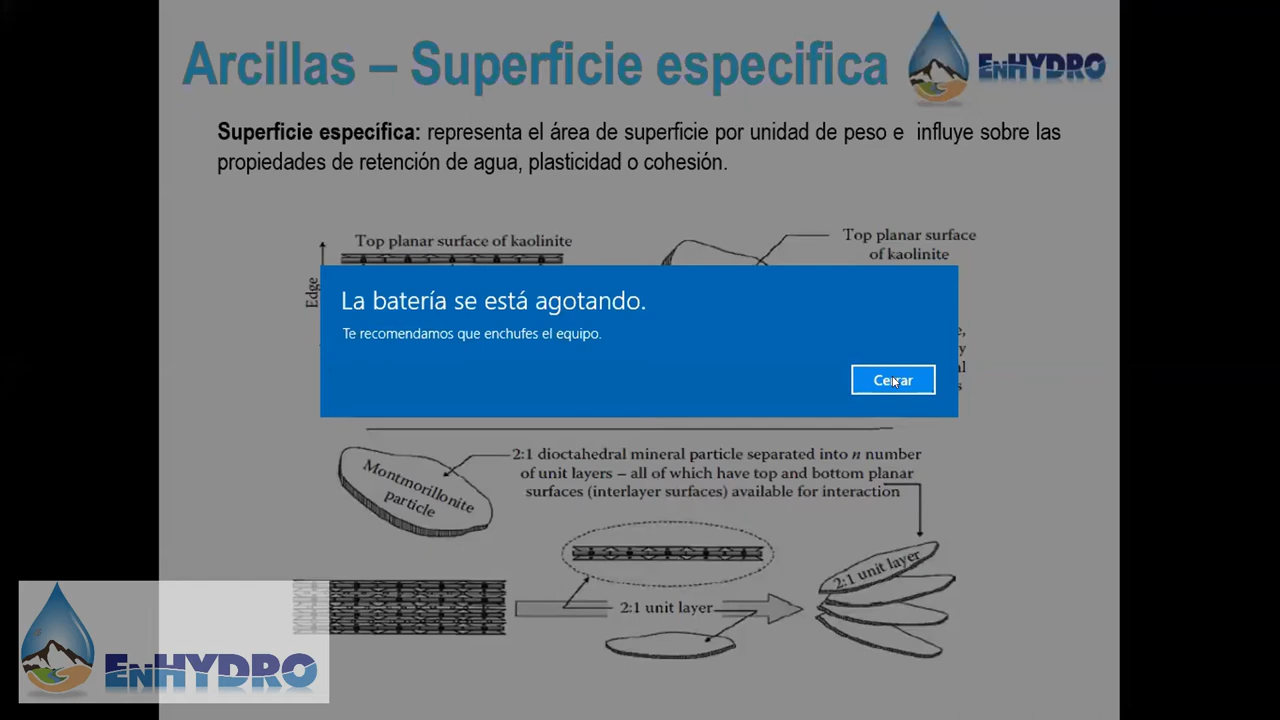 Arcillas – Superficie especifica
ENHYDRO
Superficie específica: representa el área de superficie por unidad de peso e influye sobre las
propiedades de retención de agua, plasticidad o cohesión.
Top planar surface of kaolinite
Top planar surface
of kaolinite
Edge
La batería se está agotando.
Te recomendamos que enchufes el equipo.
Cerrar
Montmorillonite
particle
2:1 dioctahedral mineral particle separated into n number
of unit layers – all of which have top and bottom planar
surfaces (interlayer surfaces) available for interaction
2:1 unit layer
2:1 unit layer
ENHYDRO